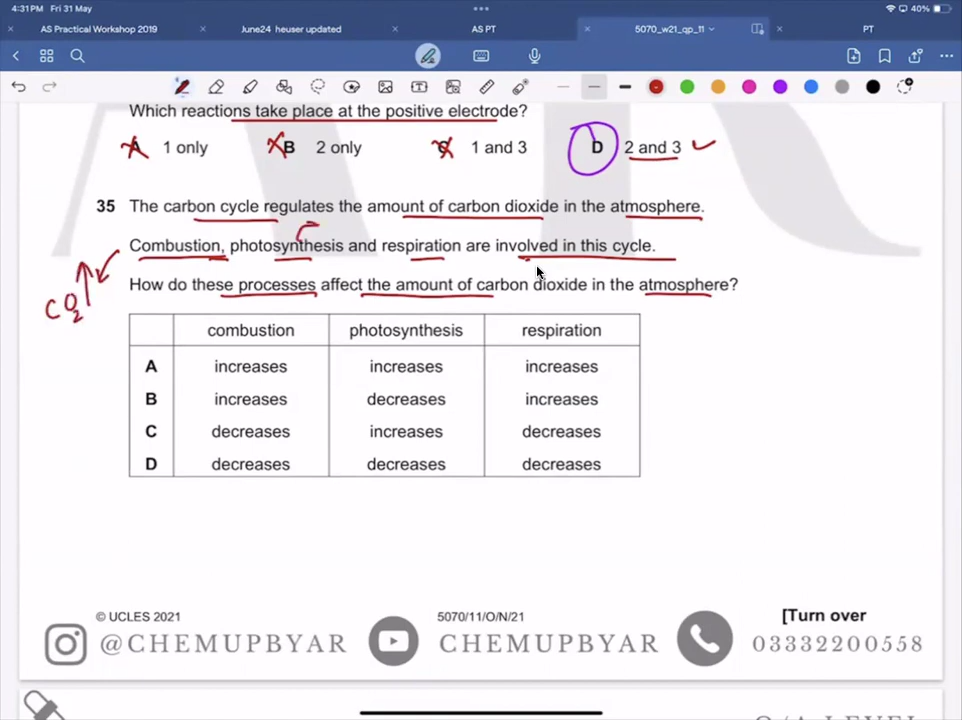 4:31 PM Fri 31 May
40%
AS Practical Workshop 2019
June24 heuser updated
AS PT
5070_w21_qp_11
PT
Which reactions take place at the positive electrode?
A 1 only B 2 only C 1 and 3 D 2 and 3
35 The carbon cycle regulates the amount of carbon dioxide in the atmosphere.
Combustion, photosynthesis and respiration are involved in this cycle.
How do these processes affect the amount of carbon dioxide in the atmosphere?
CO2
combustion photosynthesis respiration
A increases increases increases
B increases decreases increases
C decreases increases decreases
D decreases decreases decreases
© UCLES 2021
5070/11/O/N/21
[Turn over
@CHEMUPBYAR
CHEMUPBYAR
03332200558
O/A LEVEL